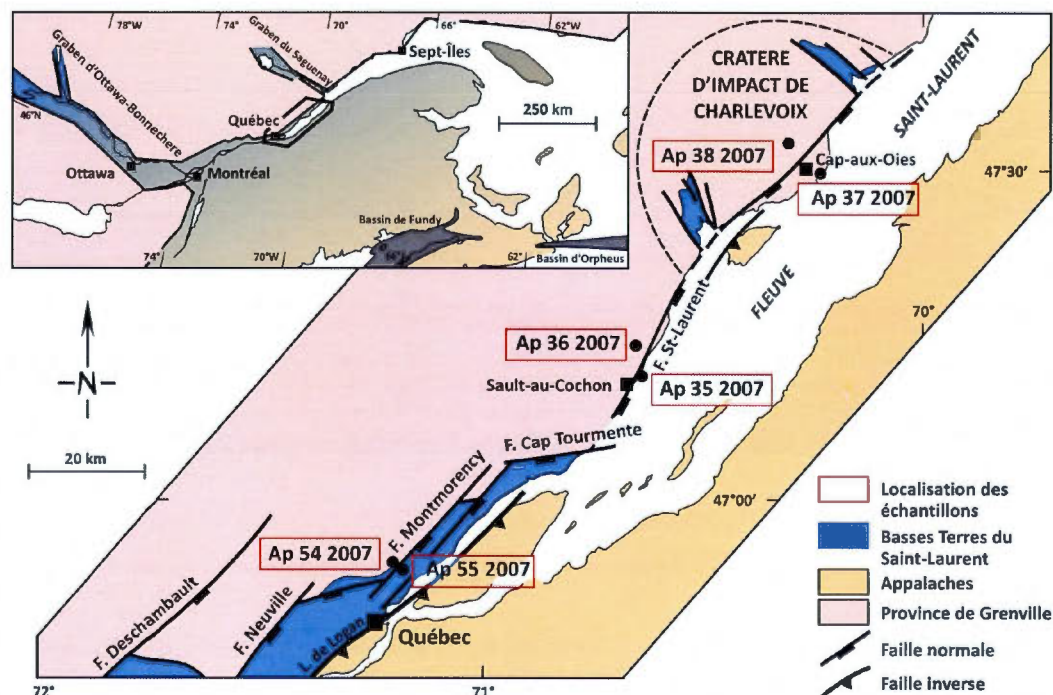 78°
74°
70°
66°
62°
Graben d'Ottawa-Bonnechere
Graben du Saguenay
Sept-Îles
46°N
250 km
Québec
Ottawa
Montréal
Bassin de Fundy
Bassin d'Orpheus
74°
70°W
62°
CRATERE
D'IMPACT DE
CHARLEVOIX
SAINT-LAURENT
Ap 38 2007
Cap-aux-Oies
47°30'
Ap 37 2007
FLEUVE
70°
F. St-Laurent
Ap 36 2007
N
Sault-au-Cochon
Ap 35 2007
20 km
F. Cap Tourmente
47°00'
F. Montmorency
Ap 54 2007
Ap 55 2007
F. Deschambault
F. Neuville
L. de Logan
Québec
72°
71°
Localisation des
échantillons
Basses Terres du
Saint-Laurent
Appalaches
Province de Grenville
Faille normale
Faille inverse